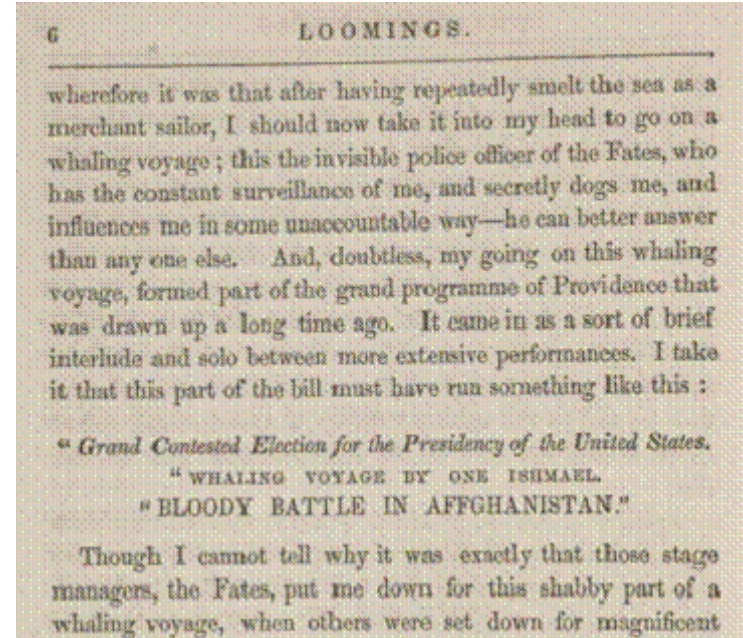 6 LOOMINGS.
wherefore it was that after having repeatedly smelt the sea as a
merchant sailor, I should now take it into my head to go on a
whaling voyage; this the invisible police officer of the Fates, who
has the constant surveillance of me, and secretly dogs me, and
influences me in some unaccountable way—he can better answer
than any one else. And, doubtless, my going on this whaling
voyage, formed part of the grand programme of Providence that
was drawn up a long time ago. It came in as a sort of brief
interlude and solo between more extensive performances. I take
it that this part of the bill must have run something like this:
"Grand Contested Election for the Presidency of the United States.
"WHALING VOYAGE BY ONE ISHMAEL.
"BLOODY BATTLE IN AFFGHANISTAN."
Though I cannot tell why it was exactly that those stage
managers, the Fates, put me down for this shabby part of a
whaling voyage, when others were set down for magnificent